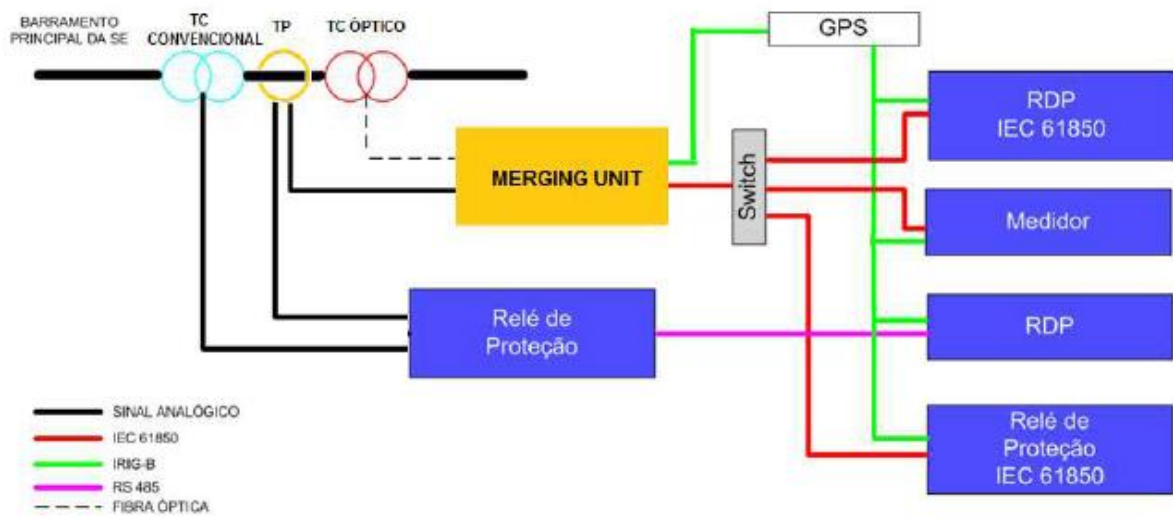 BARRAMENTO
PRINCIPAL DA SE
TC
CONVENCIONAL
TP
TC ÓPTICO
GPS
RDP
IEC 61850
MERGING UNIT
Switch
Medidor
Relé de
Proteção
RDP
Relé de
Proteção
IEC 61850
SINAL ANALÓGICO
IEC 61850
IRIG-B
RS 485
FIBRA ÓPTICA